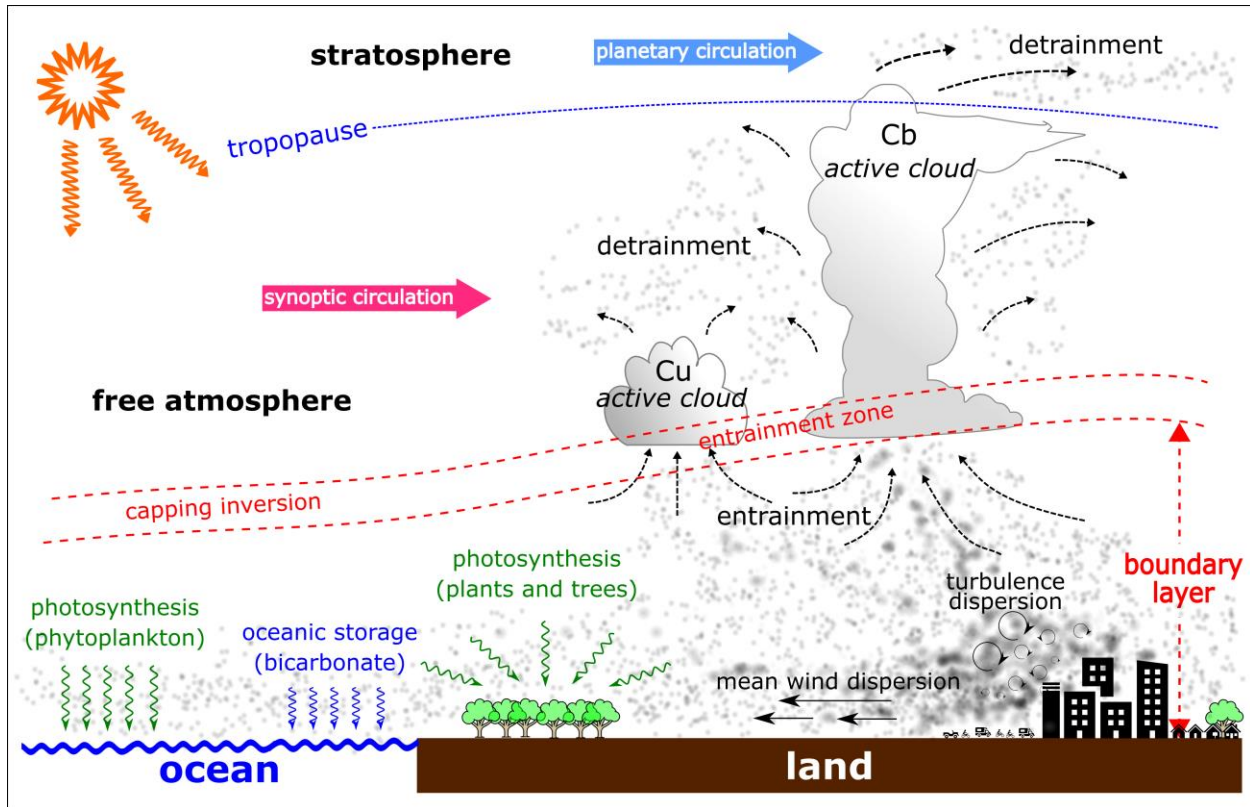 stratosphere
planetary circulation
detrainment
tropopause
Cb
active cloud
detrainment
synoptic circulation
Cu
active cloud
free atmosphere
entrainment zone
capping inversion
entrainment
photosynthesis
(plants and trees)
turbulence
dispersion
boundary
layer
photosynthesis
(phytoplankton)
oceanic storage
(bicarbonate)
mean wind dispersion
ocean
land